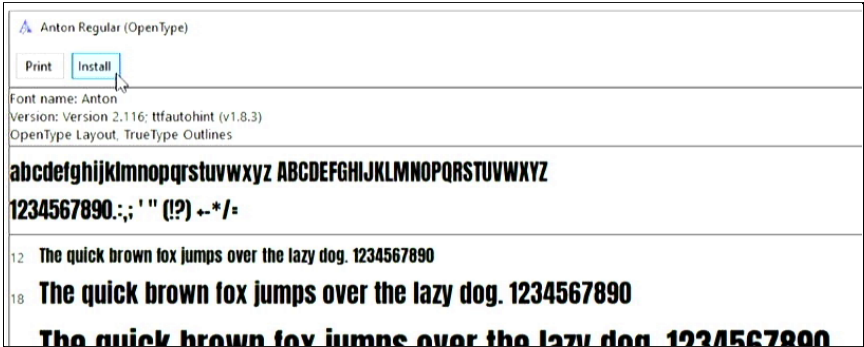 Anton Regular (OpenType)
Print Install
Font name: Anton
Version: Version 2.116; ttfautohint (v1.8.3)
OpenType Layout, TrueType Outlines
abcdefghijklmnopqrstuvwxyz ABCDEFGHIJKLMNOPQRSTUVWXYZ
1234567890.:,; ' " (!?) +-*/=
12 The quick brown fox jumps over the lazy dog. 1234567890
18 The quick brown fox jumps over the lazy dog. 1234567890
The quick brown fox jumps over the lazy dog. 1234567890